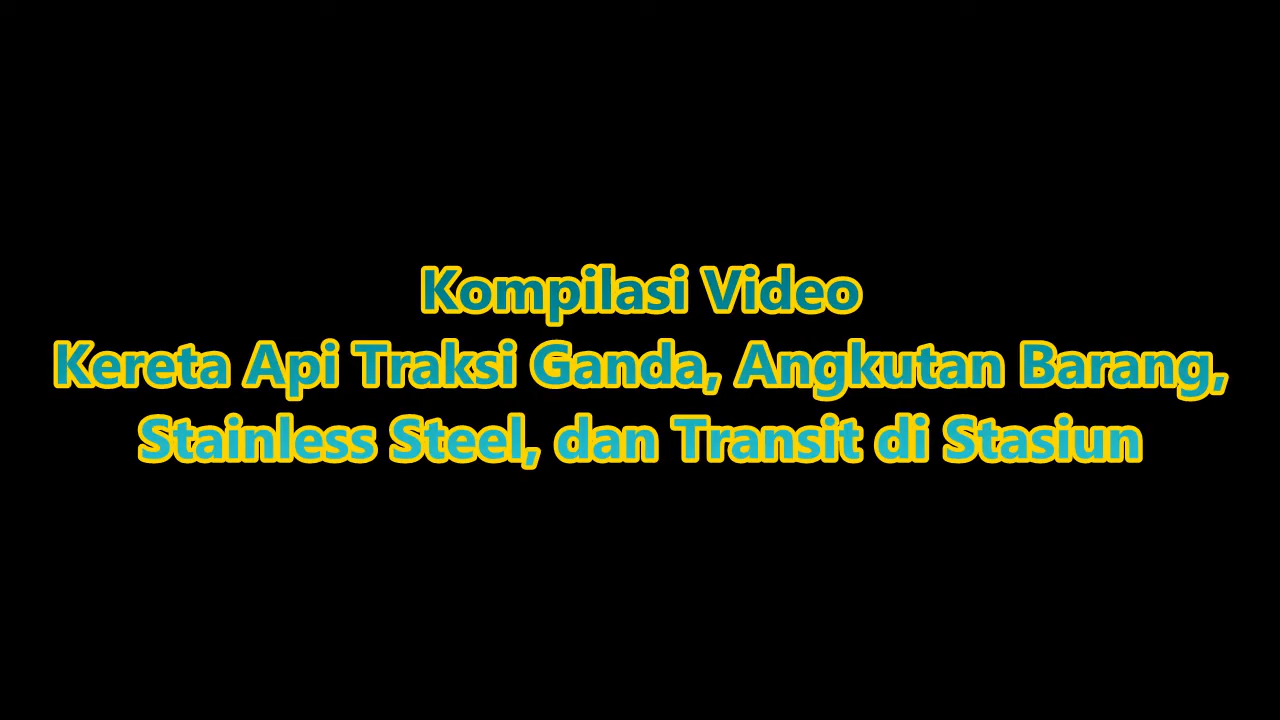 Kompilasi Video
Kereta Api Traksi Ganda, Angkutan Barang,
Stainless Steel, dan Transit di Stasiun